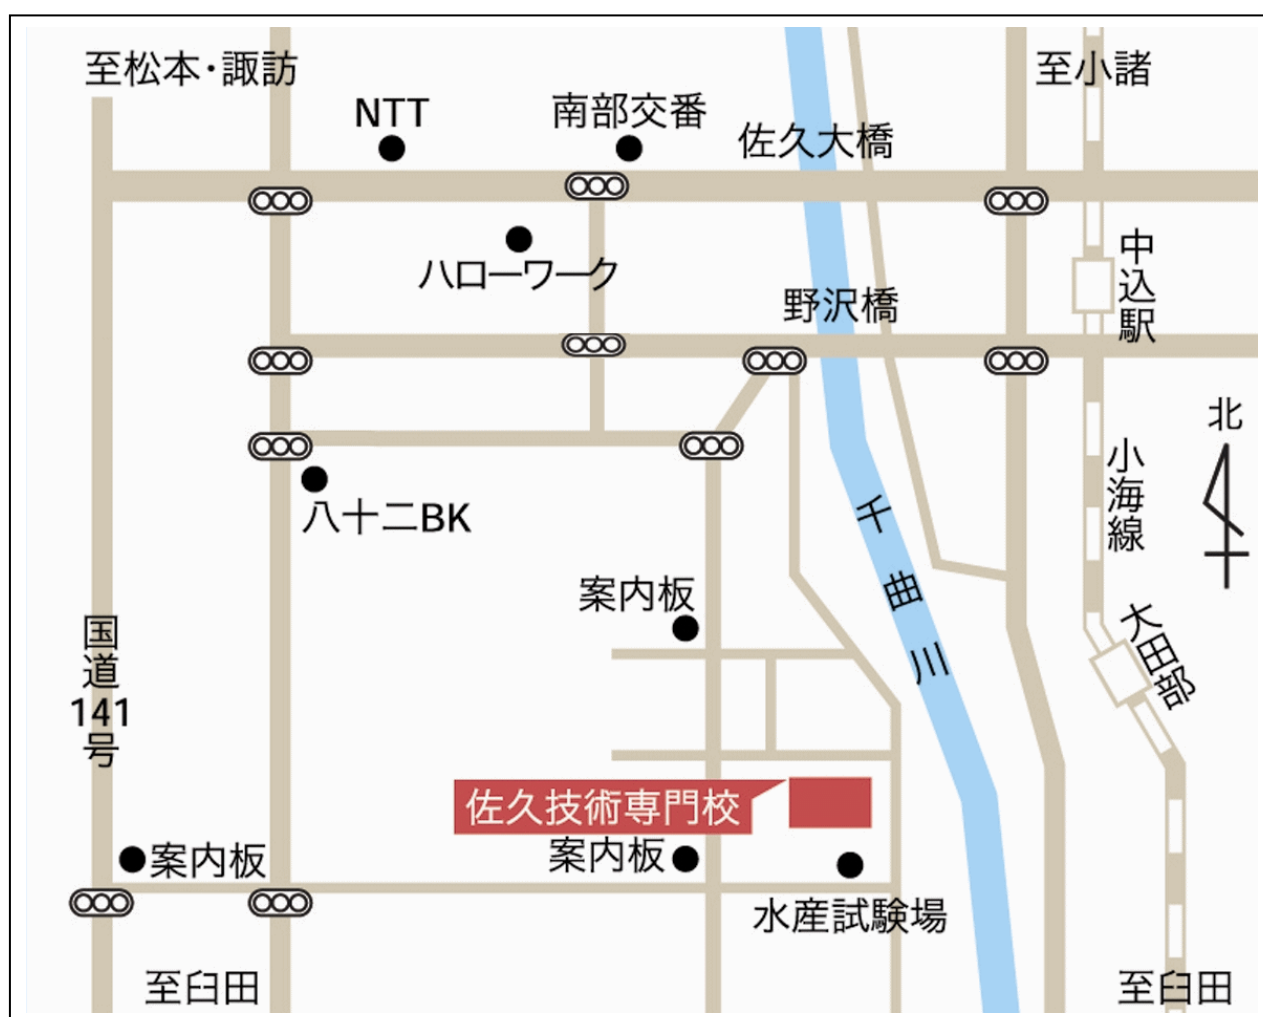 至松本・諏訪
至小諸
NTT
南部交番
佐久大橋
ハローワーク
中込駅
野沢橋
北
小海線
八十二BK
千曲川
案内板
大田部
国道141号
佐久技術専門校
案内板
案内板
水産試験場
至臼田
至臼田